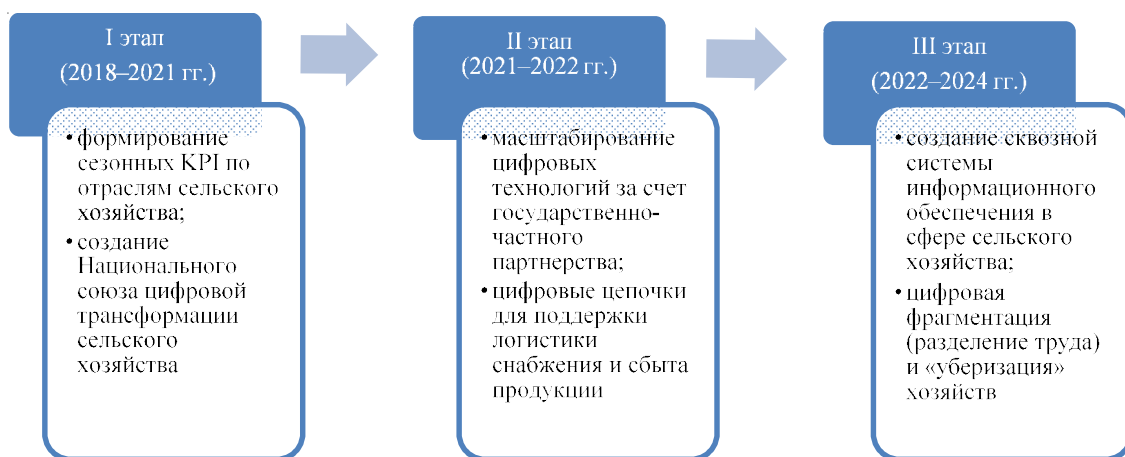 I этап
(2018–2021 гг.)
• формирование
сезонных KPI по
отраслям сельского
хозяйства;
• создание
Национального
союза цифровой
трансформации
сельского
хозяйства
II этап
(2021–2022 гг.)
• масштабирование
цифровых
технологий за счет
государственно-
частного
партнерства;
• цифровые цепочки
для поддержки
логистики
снабжения и сбыта
продукции
III этап
(2022–2024 гг.)
• создание сквозной
системы
информационного
обеспечения в
сфере сельского
хозяйства;
• цифровая
фрагментация
(разделение труда)
и «уберизация»
хозяйств